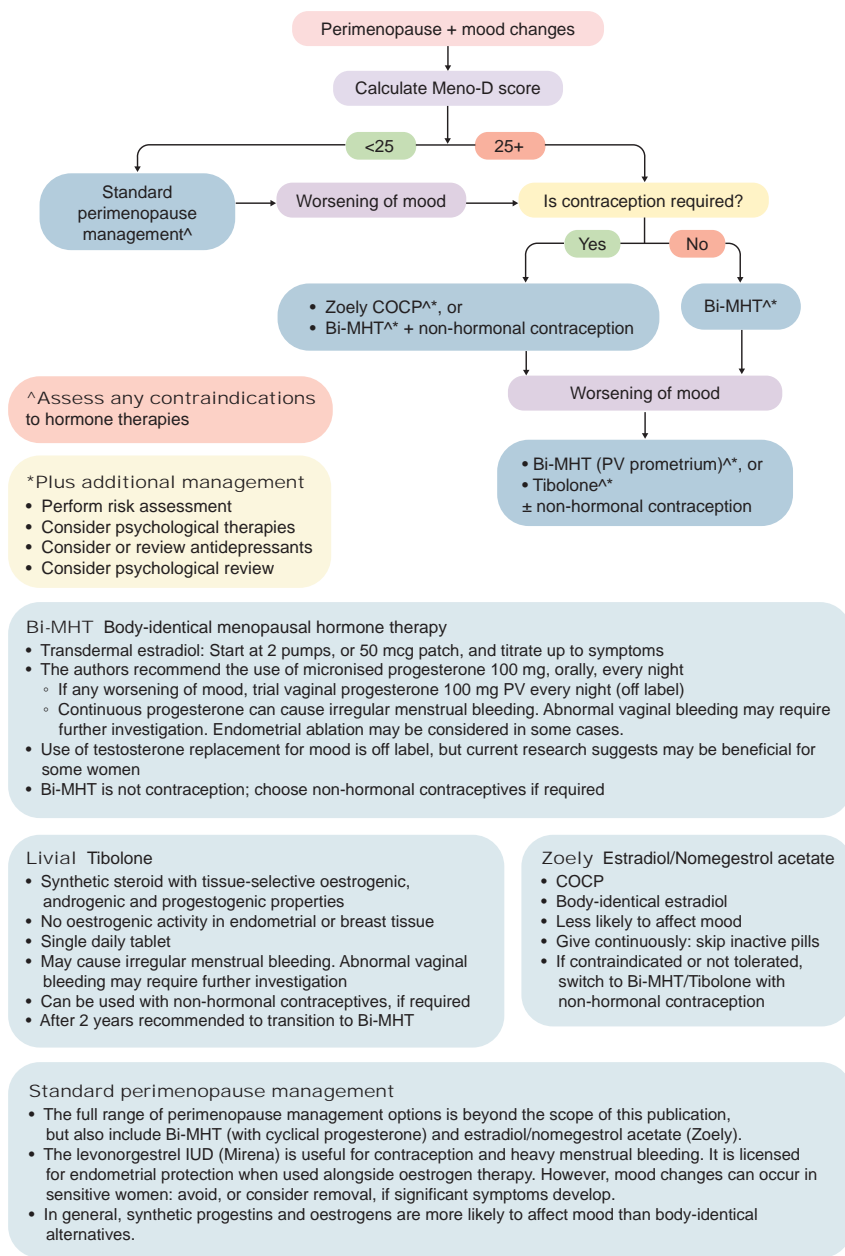 Perimenopause + mood changes
Calculate Meno-D score
<25
25+
Standard
perimenopause
management^
Worsening of mood
Is contraception required?
Yes
No
• Zoely COCP^*, or
• Bi-MHT^* + non-hormonal contraception
Bi-MHT^*
Worsening of mood
• Bi-MHT (PV prometrium)^*, or
• Tibolone^*
± non-hormonal contraception
^Assess any contraindications
to hormone therapies
*Plus additional management
• Perform risk assessment
• Consider psychological therapies
• Consider or review antidepressants
• Consider psychological review
Bi-MHT Body-identical menopausal hormone therapy
• Transdermal estradiol: Start at 2 pumps, or 50 mcg patch, and titrate up to symptoms
• The authors recommend the use of micronised progesterone 100 mg, orally, every night
◦ If any worsening of mood, trial vaginal progesterone 100 mg PV every night (off label)
◦ Continuous progesterone can cause irregular menstrual bleeding. Abnormal vaginal bleeding may require
further investigation. Endometrial ablation may be considered in some cases.
• Use of testosterone replacement for mood is off label, but current research suggests may be beneficial for
some women
• Bi-MHT is not contraception; choose non-hormonal contraceptives if required
Livial Tibolone
• Synthetic steroid with tissue-selective oestrogenic,
androgenic and progestogenic properties
• No oestrogenic activity in endometrial or breast tissue
• Single daily tablet
• May cause irregular menstrual bleeding. Abnormal vaginal
bleeding may require further investigation
• Can be used with non-hormonal contraceptives, if required
• After 2 years recommended to transition to Bi-MHT
Zoely Estradiol/Nomegestrol acetate
• COCP
• Body-identical estradiol
• Less likely to affect mood
• Give continuously: skip inactive pills
• If contraindicated or not tolerated,
switch to Bi-MHT/Tibolone with
non-hormonal contraception
Standard perimenopause management
• The full range of perimenopause management options is beyond the scope of this publication,
but also include Bi-MHT (with cyclical progesterone) and estradiol/nomegestrol acetate (Zoely).
• The levonorgestrel IUD (Mirena) is useful for contraception and heavy menstrual bleeding. It is licensed
for endometrial protection when used alongside oestrogen therapy. However, mood changes can occur in
sensitive women: avoid, or consider removal, if significant symptoms develop.
• In general, synthetic progestins and oestrogens are more likely to affect mood than body-identical
alternatives.